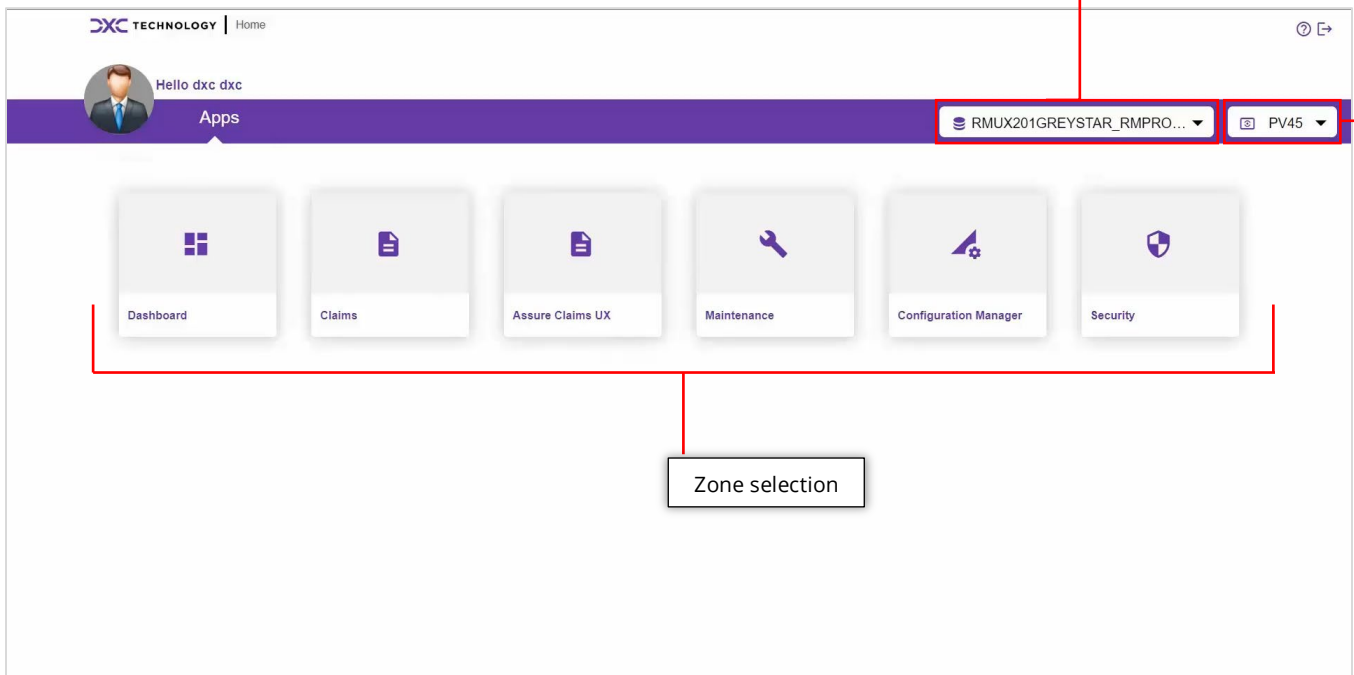 DXC TECHNOLOGY | Home
Hello dxc dxc
Apps
RMUX201GREYSTAR_RMPRO...
PV45
Dashboard
Claims
Assure Claims UX
Maintenance
Configuration Manager
Security
Zone selection